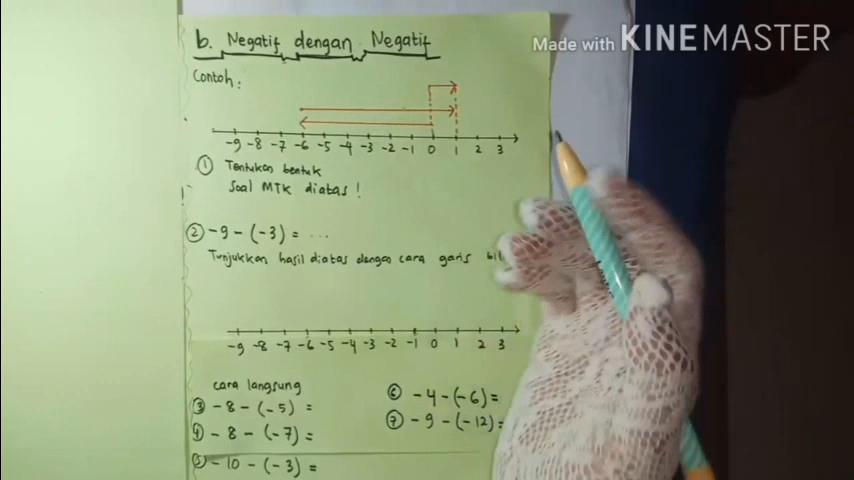 Made with KINEMASTER
b. Negatif dengan Negatif
Contoh:
-9 -8 -7 -6 -5 -4 -3 -2 -1 0 1 2 3
① Tentukan bentuk
Soal MTK diatas !
② -9 - (-3) = ...
Tunjukkan hasil diatas dengan cara garis
-9 -8 -7 -6 -5 -4 -3 -2 -1 0 1 2 3
cara langsung
③ -8 - (-5) =
④ -8 - (-7) =
⑤ -10 - (-3) =
⑥ -4 - (-6) =
⑦ -9 - (-12) =